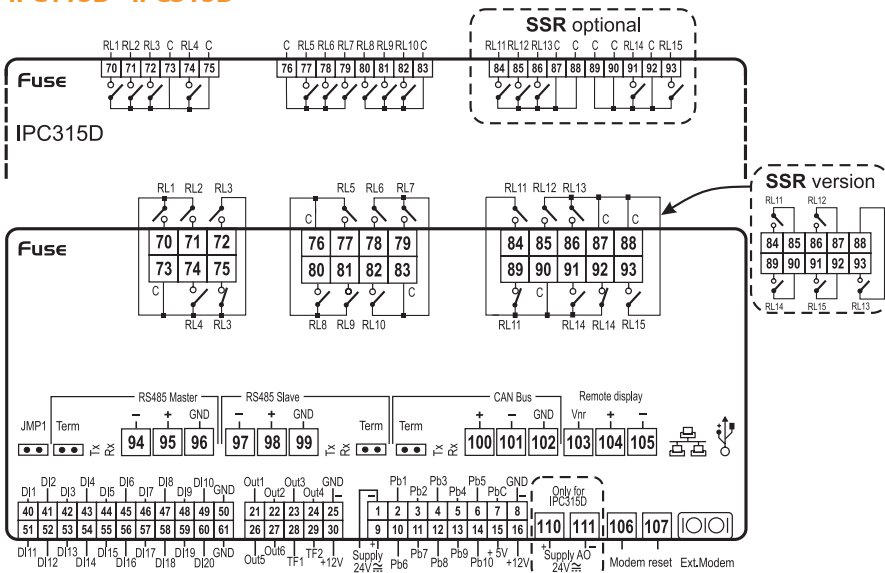 SSR optional
RL1 RL2 RL3 C RL4 C C RL5 RL6 RL7 RL8 RL9 RL10 C RL11 RL12 RL13 C C C C RL14 C RL15
70 71 72 73 74 75 76 77 78 79 80 81 82 83 84 85 86 87 88 89 90 91 92 93
Fuse
IPC315D
RL1 RL2 RL3 RL5 RL6 RL7 RL11 RL12 RL13
SSR version
RL11 RL12
C C C
Fuse
70 71 72 76 77 78 79 84 85 86 87 88 84 85 86 87 88
73 74 75 80 81 82 83 89 90 91 92 93 89 90 91 92 93
C C C
RL4 RL3 RL8 RL9 RL10 RL11 RL14 RL14 RL15 RL14 RL15 RL13
RS485 Master RS485 Slave CAN Bus Remote display
JMP1 Term − + GND − + GND Term Term + − GND Vnr + −
Tx Rx 94 95 96 97 98 99 Tx Rx Tx Rx 100 101 102 103 104 105
DI1 DI2 DI3 DI4 DI5 DI6 DI7 DI8 DI9 DI10 GND Out1 Out2 Out3 Out4 GND − − Pb1 Pb2 Pb3 Pb4 Pb5 PbC GND − Only for
IPC315D
40 41 42 43 44 45 46 47 48 49 50 21 22 23 24 25 1 2 3 4 5 6 7 8
51 52 53 54 55 56 57 58 59 60 61 26 27 28 29 30 9 10 11 12 13 14 15 16 110 111 106 107
DI11 DI12 DI13 DI14 DI15 DI16 DI17 DI18 DI19 DI20 GND Out5 Out6 TF1 TF2 +12V + Supply Pb6 Pb7 Pb8 Pb9 Pb10 + 5V +12V + Supply AO − Modem reset Ext.Modem
24V 24V